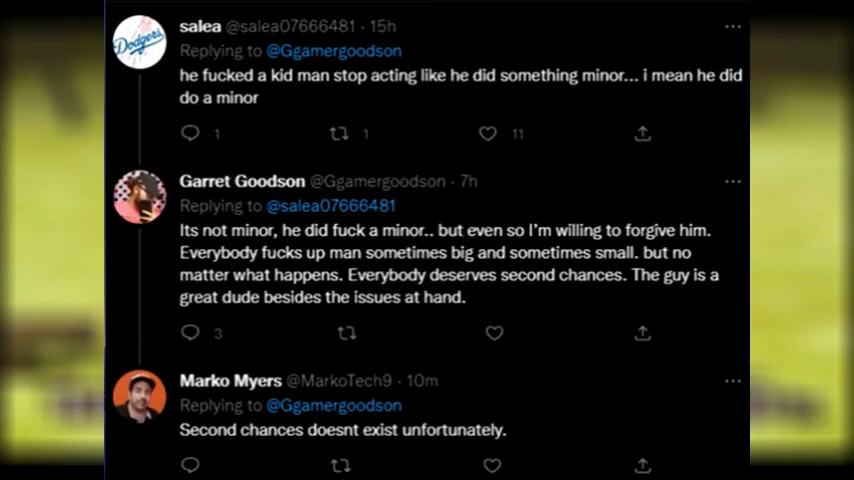 Dodgers
salea @salea07666481 · 15h
Replying to @Ggamergoodson
he fucked a kid man stop acting like he did something minor... i mean he did
do a minor
1 1 11
Garret Goodson @Ggamergoodson · 7h
Replying to @salea07666481
Its not minor, he did fuck a minor.. but even so I'm willing to forgive him.
Everybody fucks up man sometimes big and sometimes small. but no
matter what happens. Everybody deserves second chances. The guy is a
great dude besides the issues at hand.
3
Marko Myers @MarkoTech9 · 10m
Replying to @Ggamergoodson
Second chances doesnt exist unfortunately.